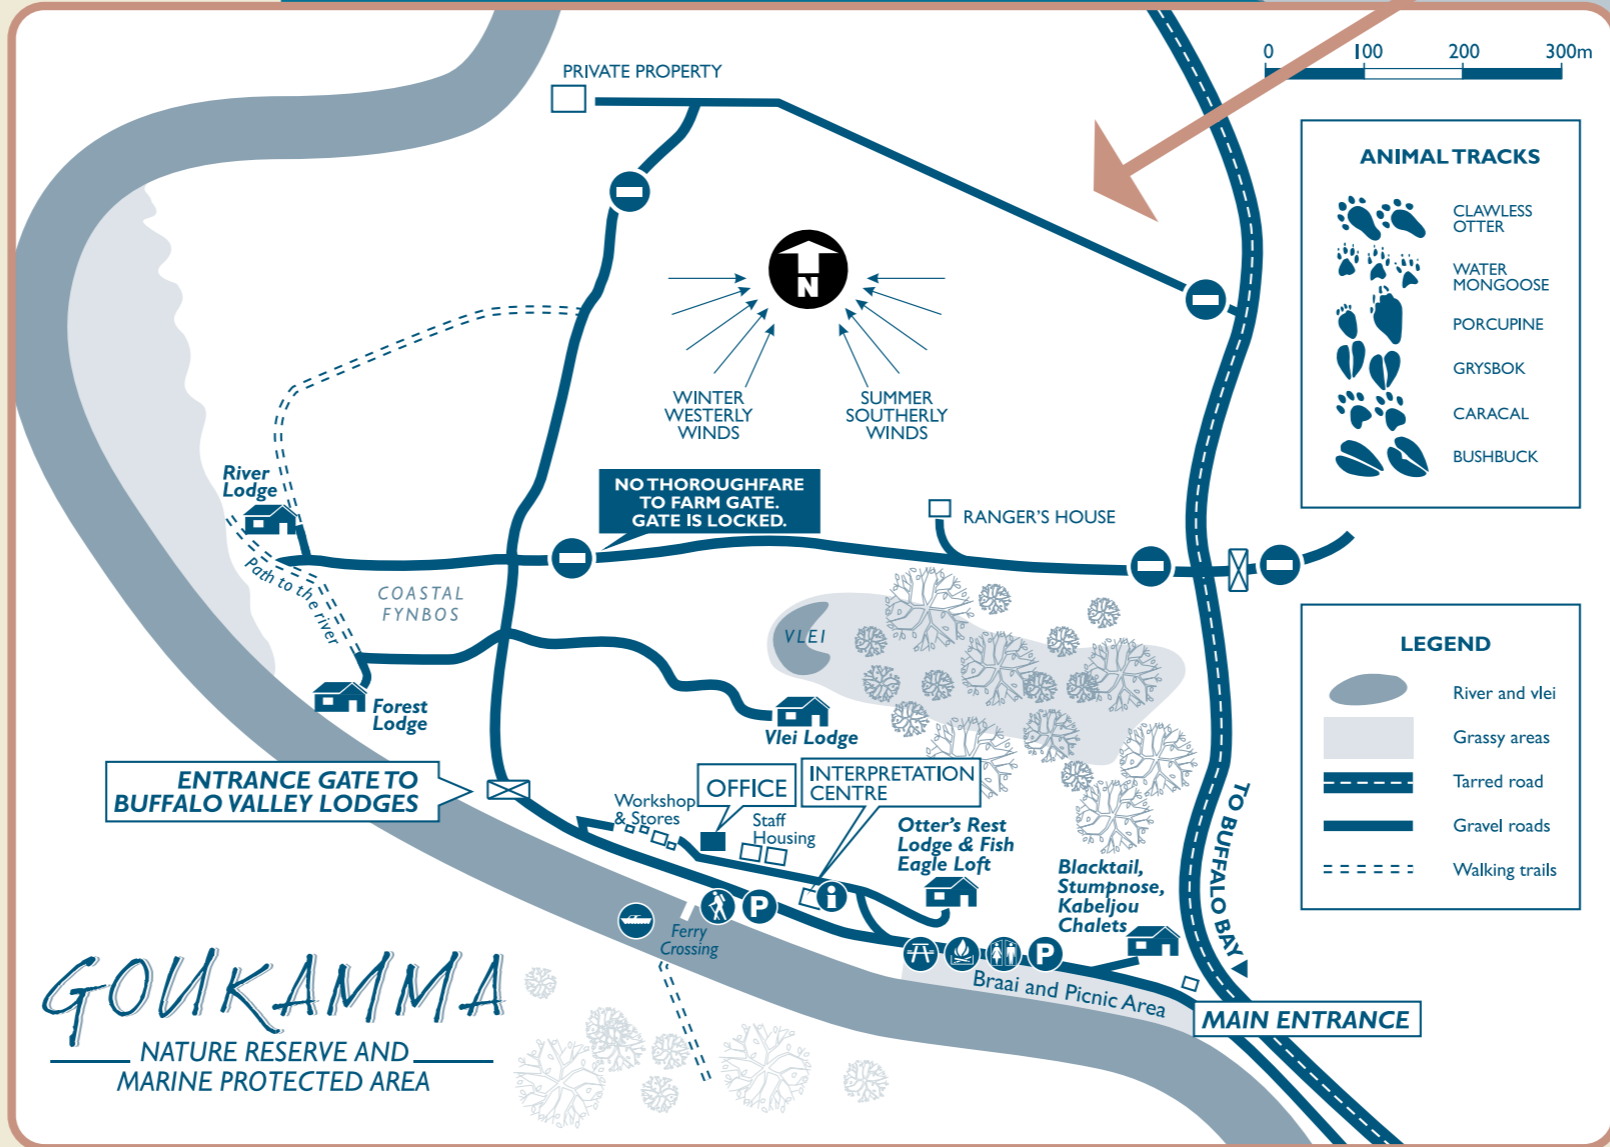 PRIVATE PROPERTY
0 100 200 300m
N
WINTER
WESTERLY
WINDS
SUMMER
SOUTHERLY
WINDS
ANIMAL TRACKS
CLAWLESS
OTTER
WATER
MONGOOSE
PORCUPINE
GRYSBOK
CARACAL
BUSHBUCK
River
Lodge
NO THOROUGHFARE
TO FARM GATE.
GATE IS LOCKED.
RANGER'S HOUSE
Path to the river
COASTAL
FYNBOS
VLEI
Forest
Lodge
Vlei Lodge
LEGEND
River and vlei
Grassy areas
Tarred road
Gravel roads
Walking trails
ENTRANCE GATE TO
BUFFALO VALLEY LODGES
Workshop
& Stores
OFFICE
Staff
Housing
INTERPRETATION
CENTRE
Otter's Rest
Lodge & Fish
Eagle Loft
Blacktail,
Stumpnose,
Kabeljou
Chalets
TO BUFFALO BAY
i
P
Ferry
Crossing
P
Braai and Picnic Area
MAIN ENTRANCE
GOUKAMMA
NATURE RESERVE AND
MARINE PROTECTED AREA